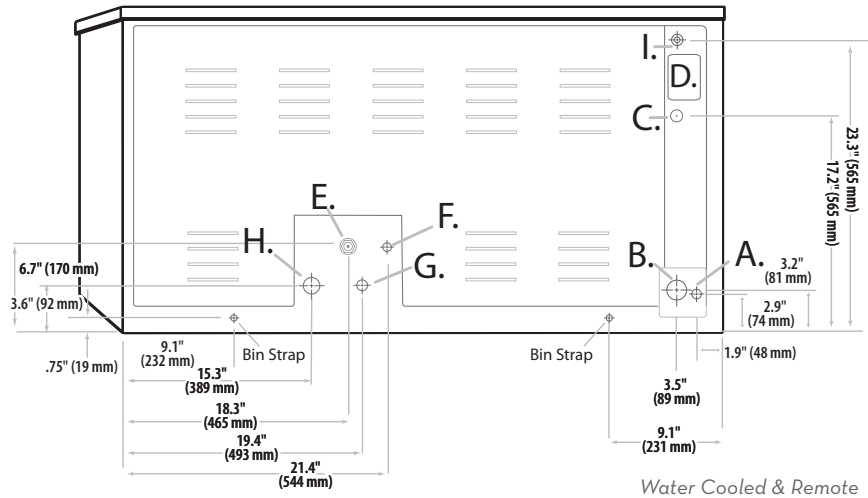 I.
D.
C.
23.3" (565 mm)
17.2" (565 mm)
E.
F.
H.
G.
B.
A.
6.7" (170 mm)
3.6" (92 mm)
3.2"
(81 mm)
2.9"
(74 mm)
.75" (19 mm)
Bin Strap
Bin Strap
1.9" (48 mm)
9.1"
(232 mm)
15.3"
(389 mm)
3.5"
(89 mm)
18.3"
(465 mm)
9.1"
(231 mm)
19.4"
(493 mm)
21.4"
(544 mm)
Water Cooled & Remote